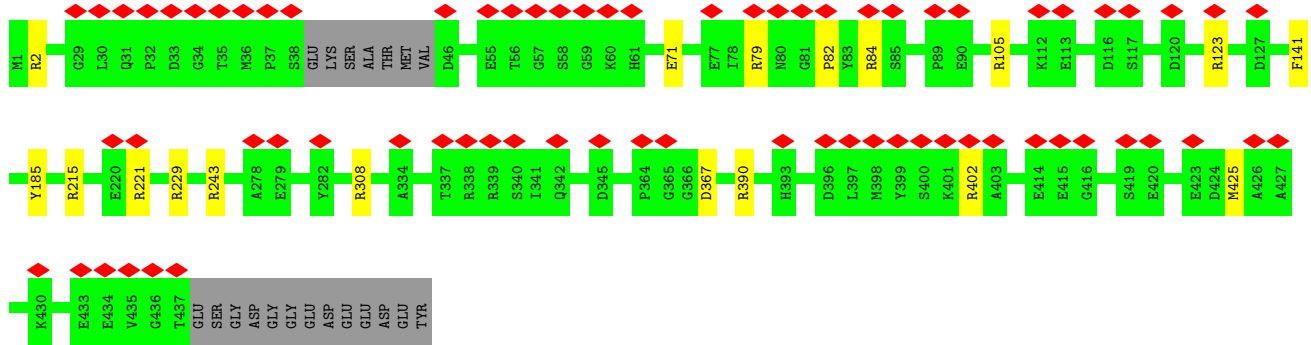 M1 R2 G29 L30 Q31 P32 D33 G34 T35 M36 P37 S38 GLU LYS SER ALA THR MET VAL D46 E55 T56 G57 S58 G59 K60 H61 E71 E77 I78 R79 N80 G81 P82 Y83 R84 S85 P89 E90 R105 K112 E113 D116 S117 D120 R123 D127 F141
Y185 R215 E220 R221 R229 R243 A278 E279 Y282 R308 A334 T337 R338 R339 S340 I341 Q342 D345 P364 G365 G366 D367 R390 H393 D396 L397 M398 Y399 S400 K401 R402 A403 E414 E415 G416 S419 E420 E423 D424 M425 A426 A427
K430 E433 E434 V435 G436 T437 GLU SER GLY ASP GLY GLY GLU ASP GLU GLU ASP GLU TYR